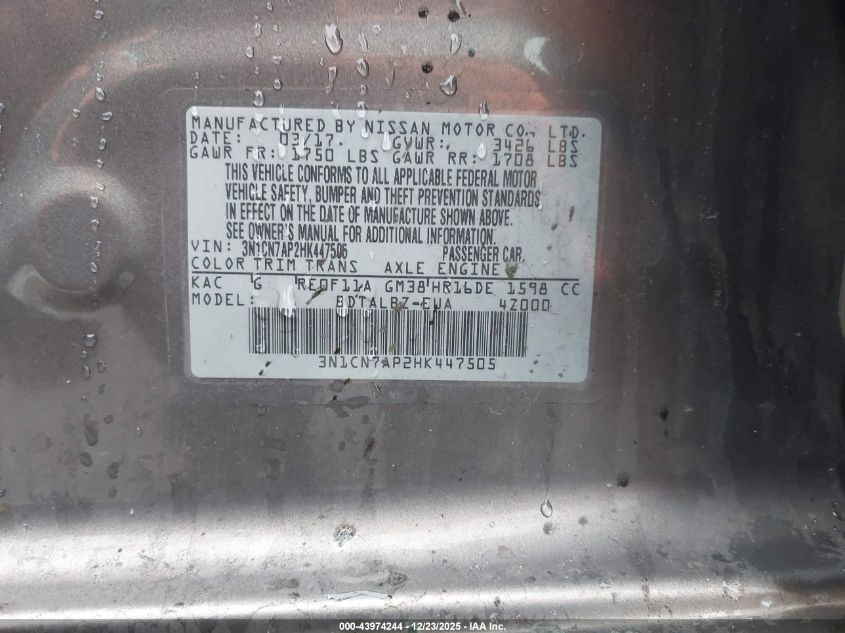 MANUFACTURED BY NISSAN MOTOR CO., LTD.
DATE: 03/17. GVWR: 3426 LBS
GAWR FR: 1750 LBS GAWR RR: 1708 LBS
THIS VEHICLE CONFORMS TO ALL APPLICABLE FEDERAL MOTOR
VEHICLE SAFETY, BUMPER AND THEFT PREVENTION STANDARDS
IN EFFECT ON THE DATE OF MANUFACTURE SHOWN ABOVE.
SEE OWNER'S MANUAL FOR ADDITIONAL INFORMATION.
VIN: 3N1CN7AP2HK447505 PASSENGER CAR.
COLOR TRIM TRANS AXLE ENGINE
KAC G RE0F11A GM38 HR16DE 1598 CC
MODEL: BDTALBZ-EUA 4Z000
3N1CN7AP2HK447505
000-43974244 - 12/23/2025 - IAA Inc.